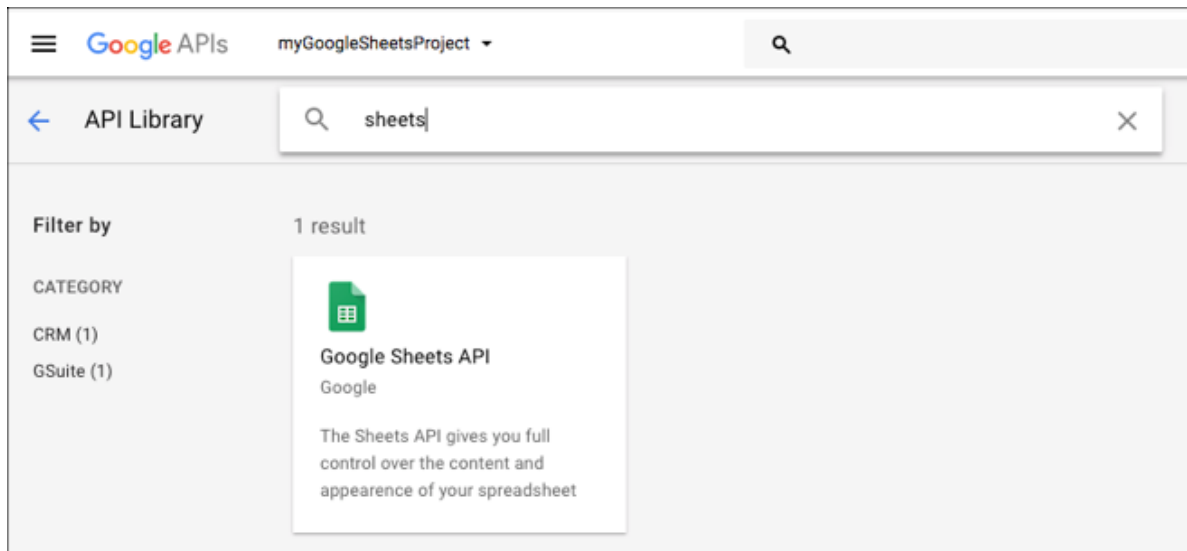 Google APIs myGoogleSheetsProject
API Library sheets
Filter by
1 result
CATEGORY
CRM (1)
GSuite (1)
Google Sheets API
Google
The Sheets API gives you full
control over the content and
appearence of your spreadsheet